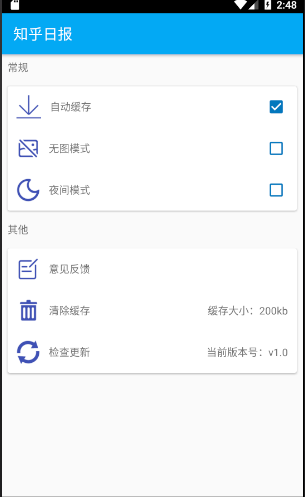 2:48
知乎日报
常规
自动缓存
无图模式
夜间模式
其他
意见反馈
清除缓存 缓存大小：200kb
检查更新 当前版本号：v1.0